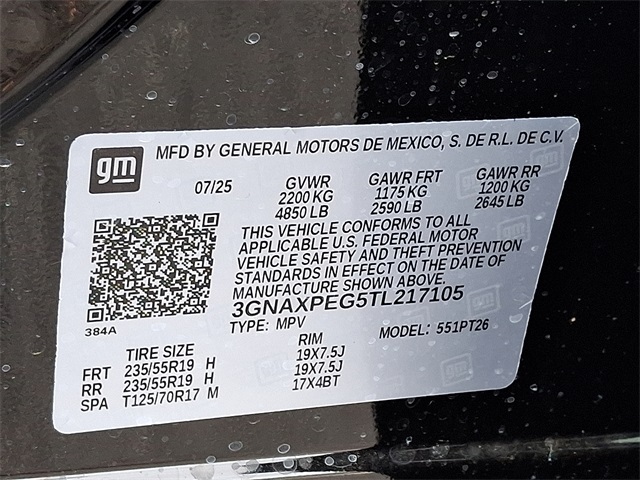 gm MFD BY GENERAL MOTORS DE MEXICO, S. DE R.L. DE C.V.
07/25 GVWR GAWR FRT GAWR RR
2200 KG 1175 KG 1200 KG
4850 LB 2590 LB 2645 LB
THIS VEHICLE CONFORMS TO ALL
APPLICABLE U.S. FEDERAL MOTOR
VEHICLE SAFETY AND THEFT PREVENTION
STANDARDS IN EFFECT ON THE DATE OF
MANUFACTURE SHOWN ABOVE.
3GNAXPEG5TL217105
384A
TYPE: MPV MODEL: 551PT26
TIRE SIZE RIM
FRT 235/55R19 H 19X7.5J
RR 235/55R19 H 19X7.5J
SPA T125/70R17 M 17X4BT